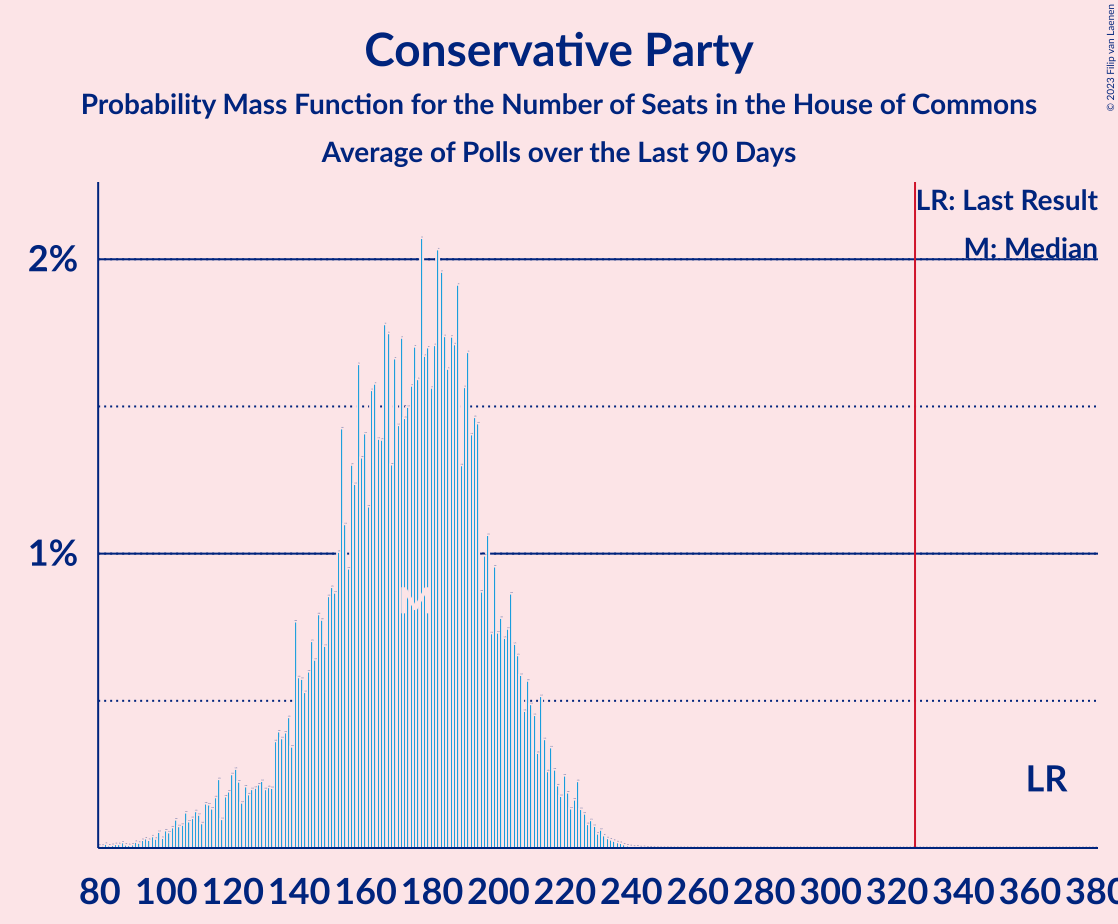 Conservative Party
Probability Mass Function for the Number of Seats in the House of Commons
Average of Polls over the Last 90 Days
© 2023 Filip van Laenen
LR: Last Result
M: Median
2%
1%
M
LR
80 100 120 140 160 180 200 220 240 260 280 300 320 340 360 380